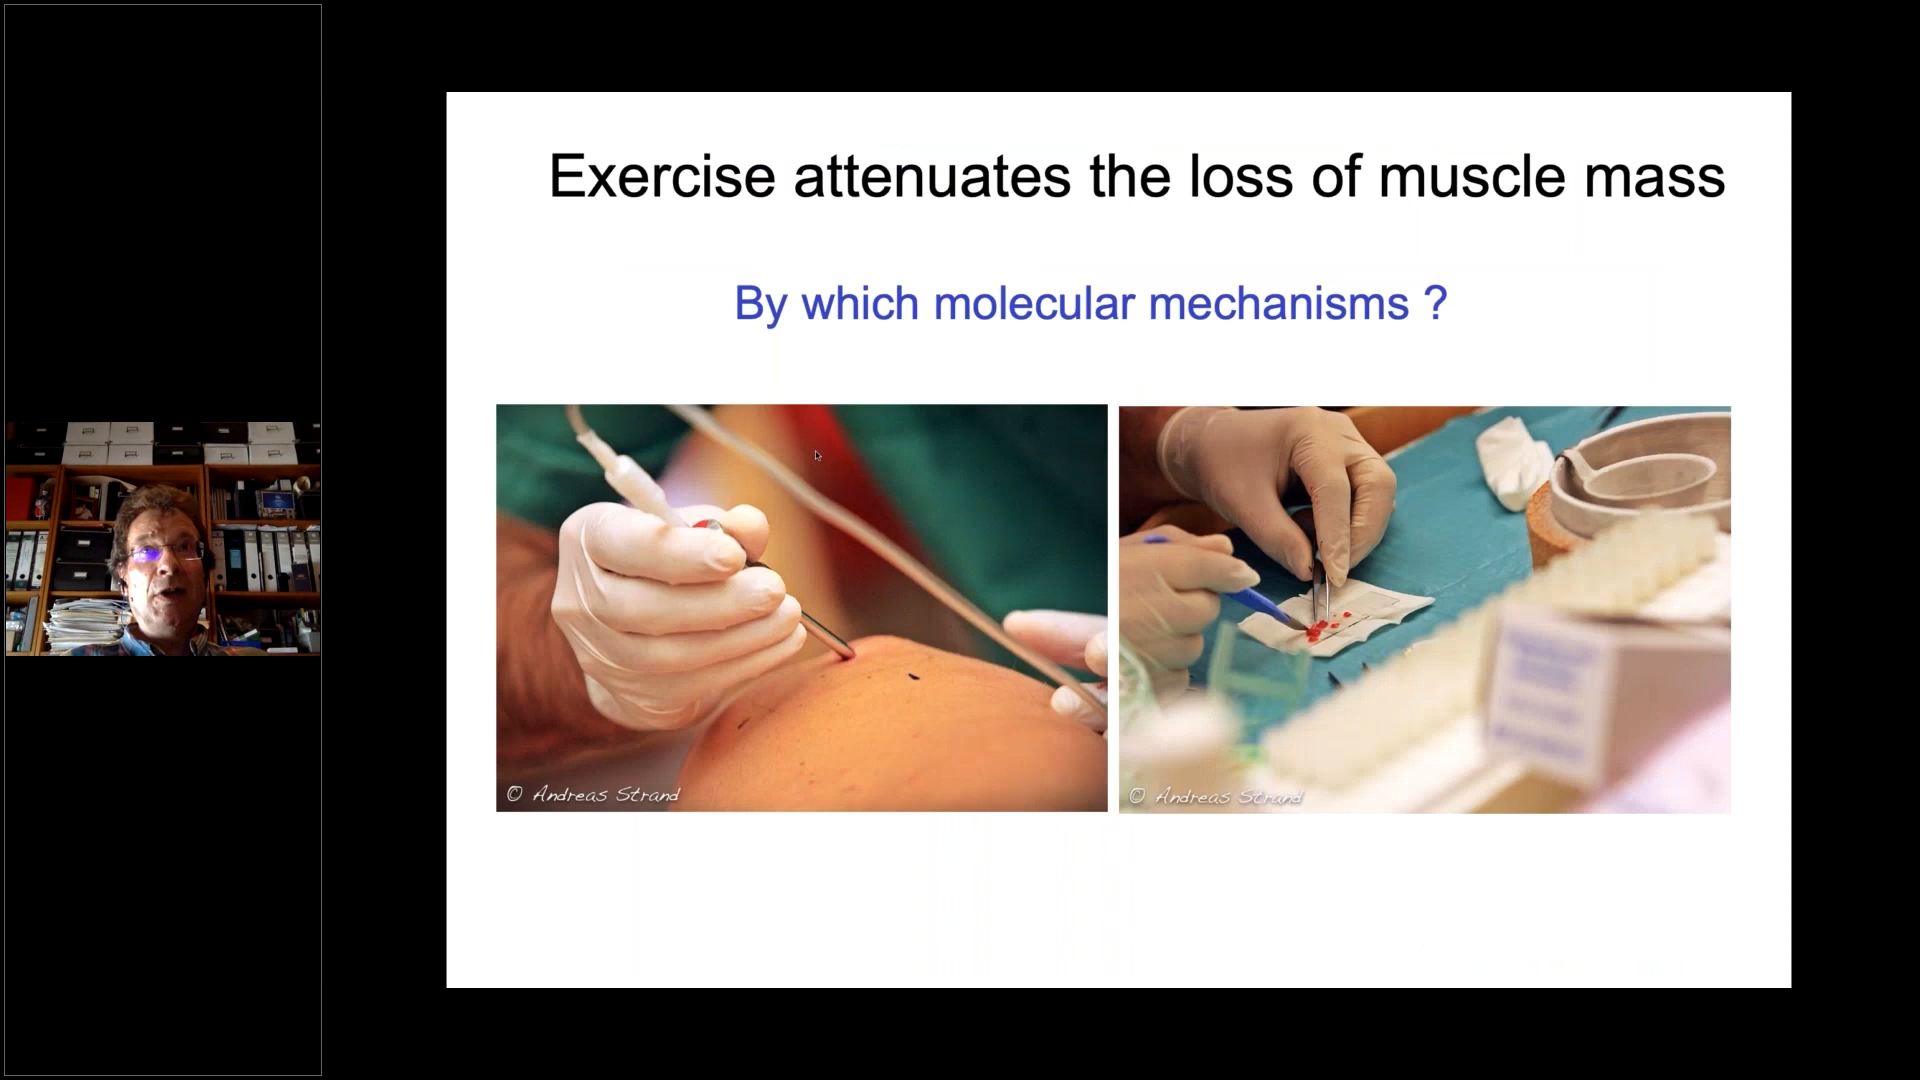 Exercise attenuates the loss of muscle mass
By which molecular mechanisms ?
© Andreas Strand
© Andreas Strand